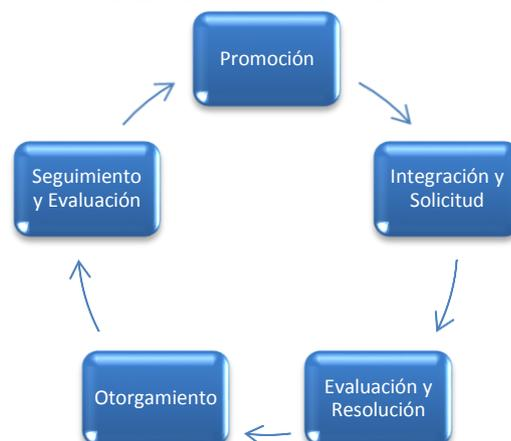 Promoción
Integración y
Solicitud
Evaluación y
Resolución
Otorgamiento
Seguimiento
y Evaluación